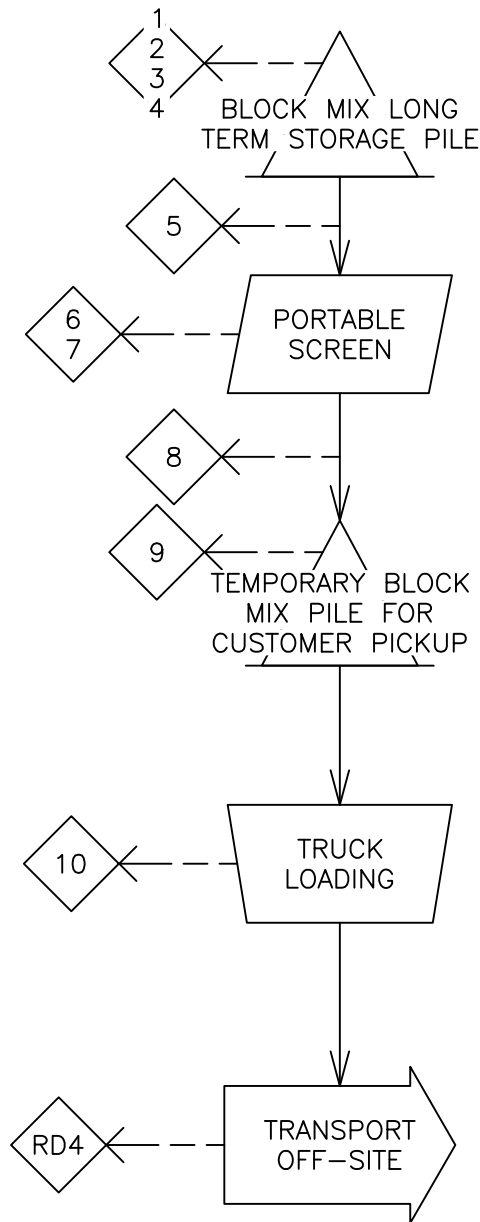 1
2
3
4
BLOCK MIX LONG
TERM STORAGE PILE
5
6
7
PORTABLE
SCREEN
8
9
TEMPORARY BLOCK
MIX PILE FOR
CUSTOMER PICKUP
10
TRUCK
LOADING
RD4
TRANSPORT
OFF-SITE